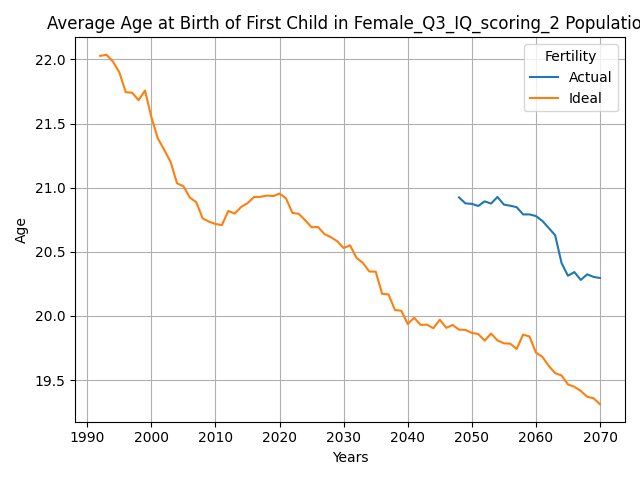 Average Age at Birth of First Child in Female_Q3_IQ_scoring_2 Populatio
Fertility
Actual
Ideal
22.0
21.5
21.0
20.5
20.0
19.5
Age
1990 2000 2010 2020 2030 2040 2050 2060 2070
Years